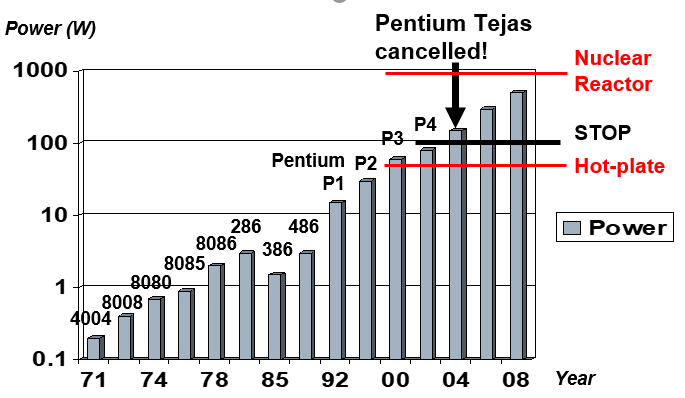 Power (W)
Pentium Tejas
cancelled!
Nuclear
Reactor
STOP
Hot-plate
1000
100
10
1
0.1
4004
8008
8080
8085
8086
286
386
486
Pentium
P1
P2
P3
P4
Power
71
74
78
85
92
00
04
08
Year